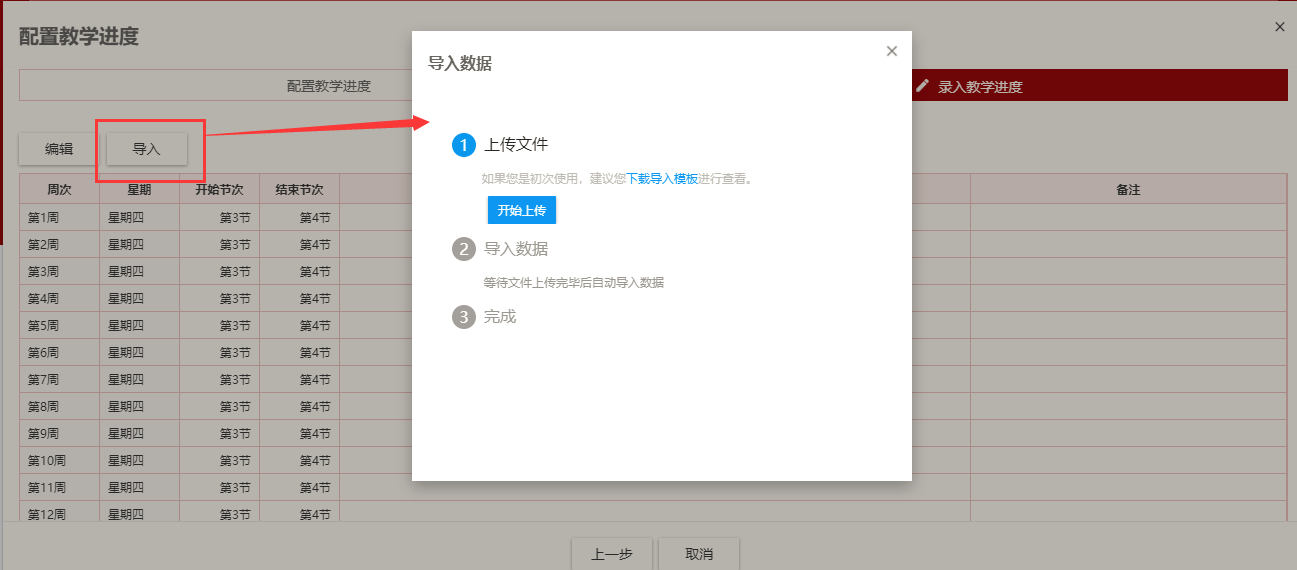 配置教学进度
配置教学进度
录入教学进度
编辑 导入
周次 星期 开始节次 结束节次 备注
第1周 星期四 第3节 第4节
第2周 星期四 第3节 第4节
第3周 星期四 第3节 第4节
第4周 星期四 第3节 第4节
第5周 星期四 第3节 第4节
第6周 星期四 第3节 第4节
第7周 星期四 第3节 第4节
第8周 星期四 第3节 第4节
第9周 星期四 第3节 第4节
第10周 星期四 第3节 第4节
第11周 星期四 第3节 第4节
第12周 星期四 第3节 第4节
导入数据
1 上传文件
如果您是初次使用，建议您下载导入模板进行查看。
开始上传
2 导入数据
等待文件上传完毕后自动导入数据
3 完成
上一步 取消